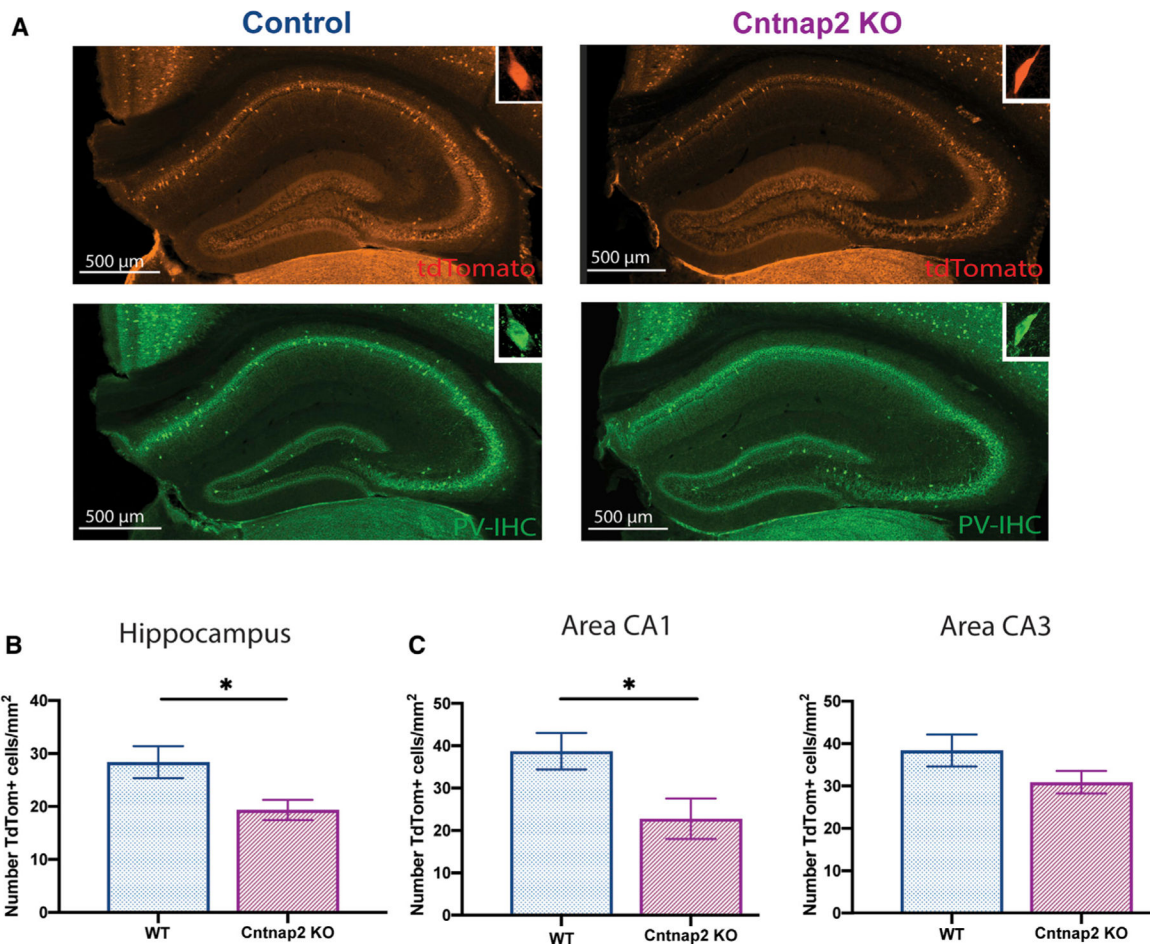 A
Control
Cntnap2 KO
500 µm
tdTomato
500 µm
tdTomato
500 µm
PV-IHC
500 µm
PV-IHC
B
Hippocampus
Number TdTom+ cells/mm²
40
30
20
10
0
*
WT
Cntnap2 KO
C
Area CA1
Number TdTom+ cells/mm²
50
40
30
20
10
0
*
WT
Cntnap2 KO
Area CA3
Number TdTom+ cells/mm²
50
40
30
20
10
0
WT
Cntnap2 KO